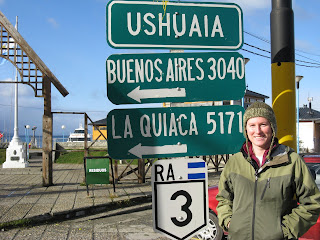 USHUAIA
BUENOS AIRES 3040
LA QUIACA 5171
RA.
3